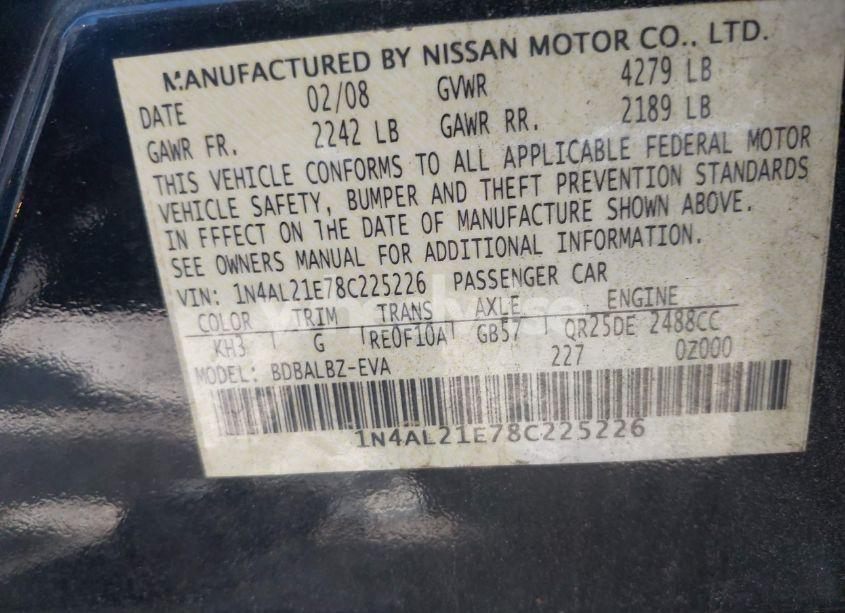 MANUFACTURED BY NISSAN MOTOR CO., LTD.
DATE 02/08 GVWR 4279 LB
GAWR FR. 2242 LB GAWR RR. 2189 LB
THIS VEHICLE CONFORMS TO ALL APPLICABLE FEDERAL MOTOR
VEHICLE SAFETY, BUMPER AND THEFT PREVENTION STANDARDS
IN EFFECT ON THE DATE OF MANUFACTURE SHOWN ABOVE.
SEE OWNERS MANUAL FOR ADDITIONAL INFORMATION.
VIN: 1N4AL21E78C225226 PASSENGER CAR
COLOR TRIM TRANS AXLE ENGINE
KH3 G RE0F10A GB57 QR25DE 2488CC
227 0Z000
MODEL: BDBALBZ-EVA
1N4AL21E78C225226